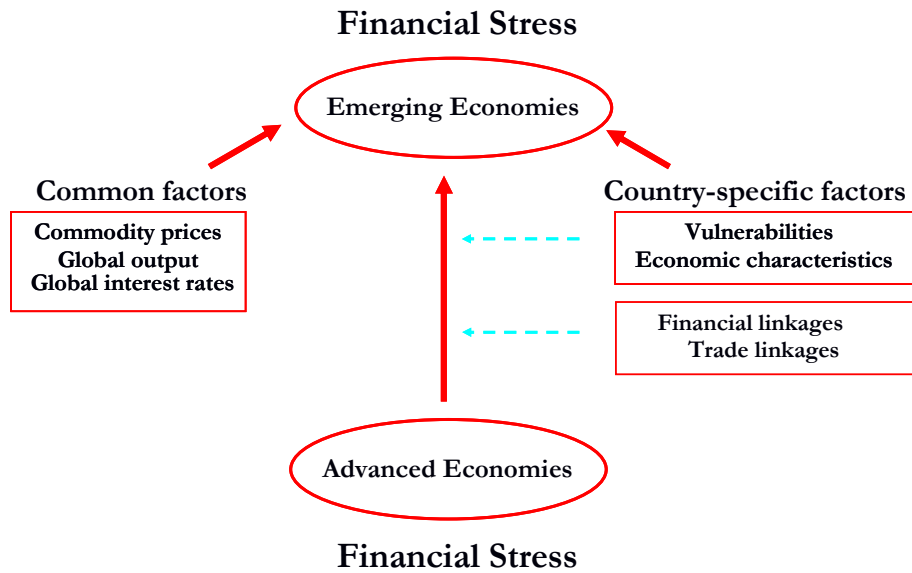 Financial Stress
Emerging Economies
Common factors
Commodity prices
Global output
Global interest rates
Country-specific factors
Vulnerabilities
Economic characteristics
Financial linkages
Trade linkages
Advanced Economies
Financial Stress